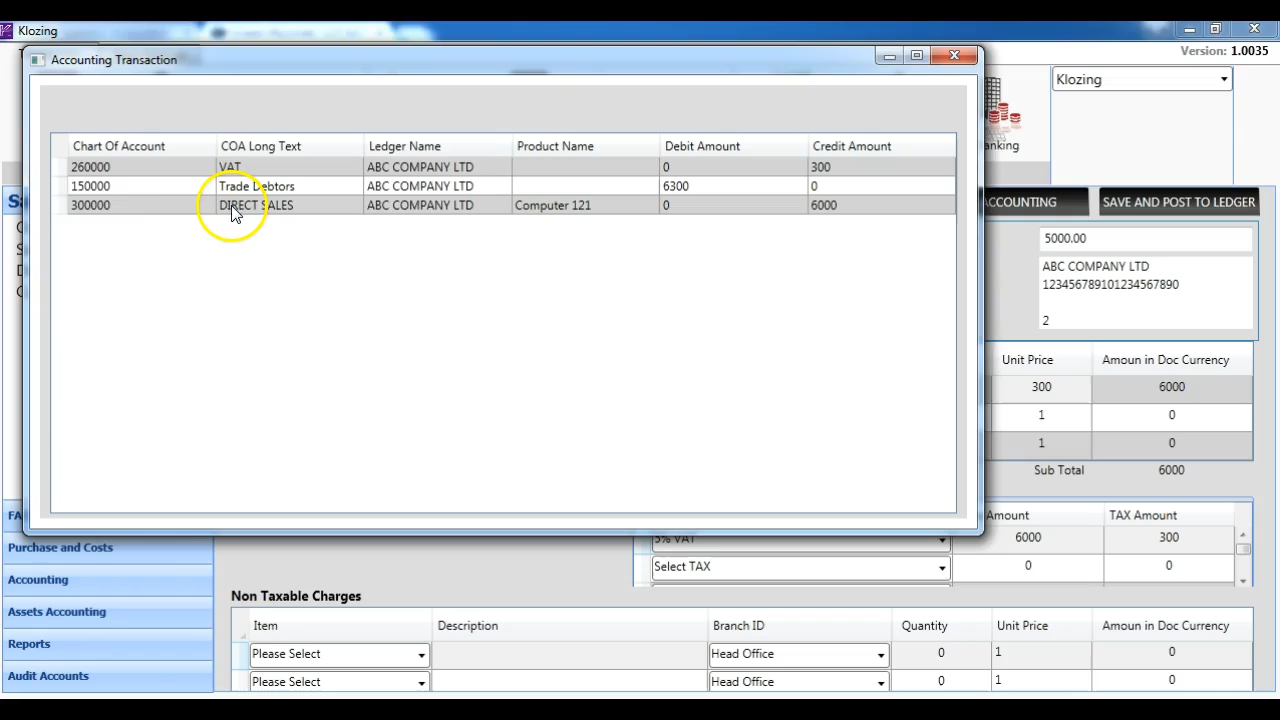 Klozing
Version: 1.0035
Accounting Transaction
Klozing
Chart Of Account COA Long Text Ledger Name Product Name Debit Amount Credit Amount
260000 VAT ABC COMPANY LTD 0 300
150000 Trade Debtors ABC COMPANY LTD 6300 0
300000 DIRECT SALES ABC COMPANY LTD Computer 121 0 6000
anking
ACCOUNTING SAVE AND POST TO LEDGER
5000.00
ABC COMPANY LTD
123456789101234567890
2
Unit Price Amoun in Doc Currency
300 6000
1 0
1 0
Sub Total 6000
Amount TAX Amount
5% VAT 6000 300
Select TAX 0 0
FA
Purchase and Costs
Accounting
Assets Accounting
Reports
Audit Accounts
Non Taxable Charges
Item Description Branch ID Quantity Unit Price Amoun in Doc Currency
Please Select Head Office 0 1 0
Please Select Head Office 0 1 0